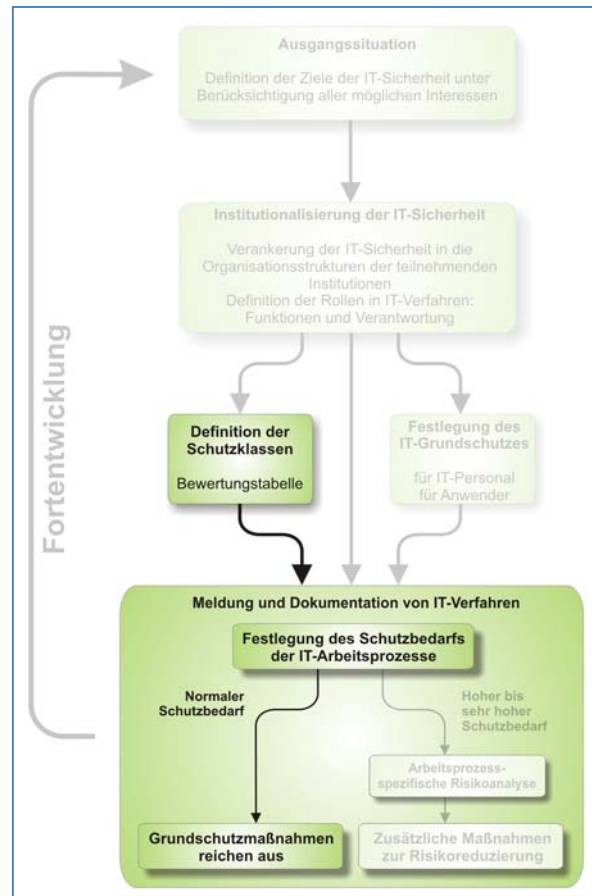 Ausgangssituation
Definition der Ziele der IT-Sicherheit unter
Berücksichtigung aller möglichen Interessen
Institutionalisierung der IT-Sicherheit
Verankerung der IT-Sicherheit in die
Organisationsstrukturen der teilnehmenden
Institutionen
Definition der Rollen in IT-Verfahren:
Funktionen und Verantwortung
Fortentwicklung
Definition der
Schutzklassen
Bewertungstabelle
Festlegung des
IT-Grundschutzes
für IT-Personal
für Anwender
Meldung und Dokumentation von IT-Verfahren
Festlegung des Schutzbedarfs
der IT-Arbeitsprozesse
Normaler
Schutzbedarf
Hoher bis
sehr hoher
Schutzbedarf
Arbeitsprozess-
spezifische Risikoanalyse
Grundschutzmaßnahmen
reichen aus
Zusätzliche Maßnahmen
zur Risikoreduzierung